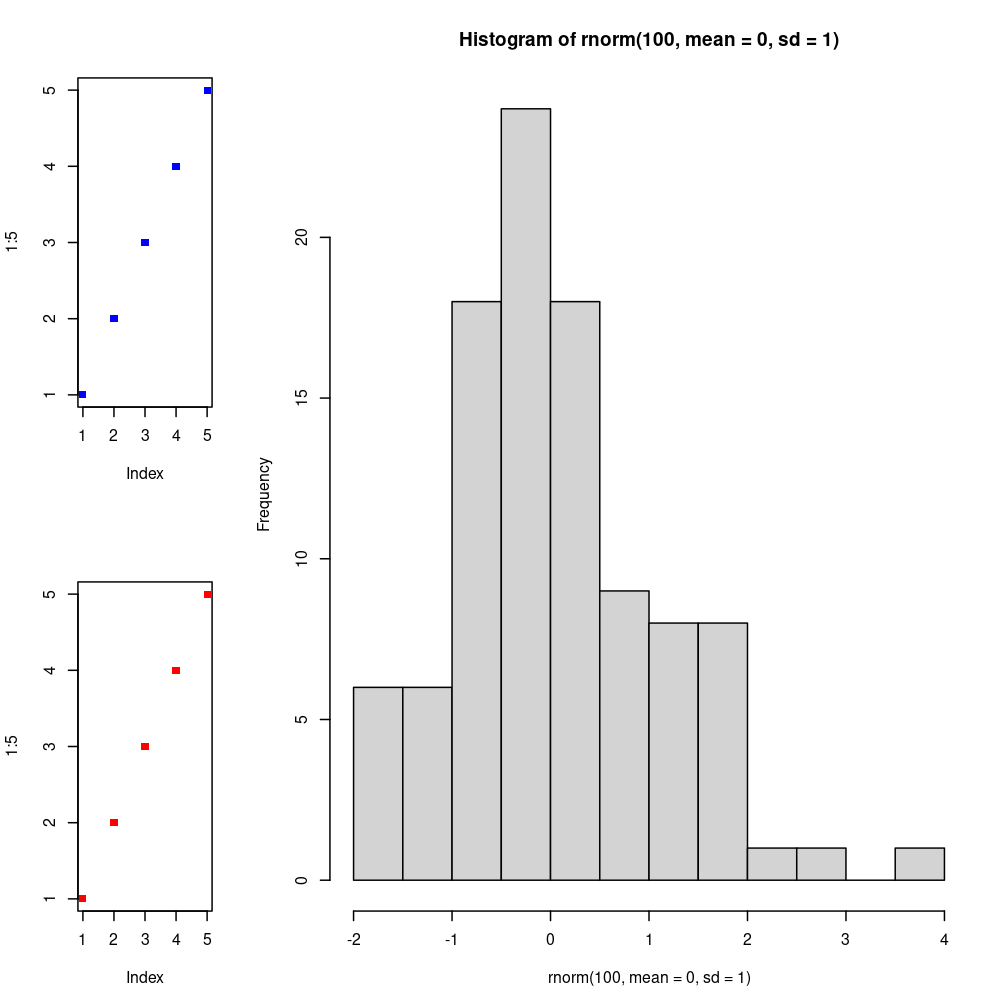 Histogram of rnorm(100, mean = 0, sd = 1)
5
4
3
2
1
1:5
1 2 3 4 5
Index
5
4
3
2
1
1:5
1 2 3 4 5
Index
20
15
10
5
0
Frequency
-2 -1 0 1 2 3 4
rnorm(100, mean = 0, sd = 1)